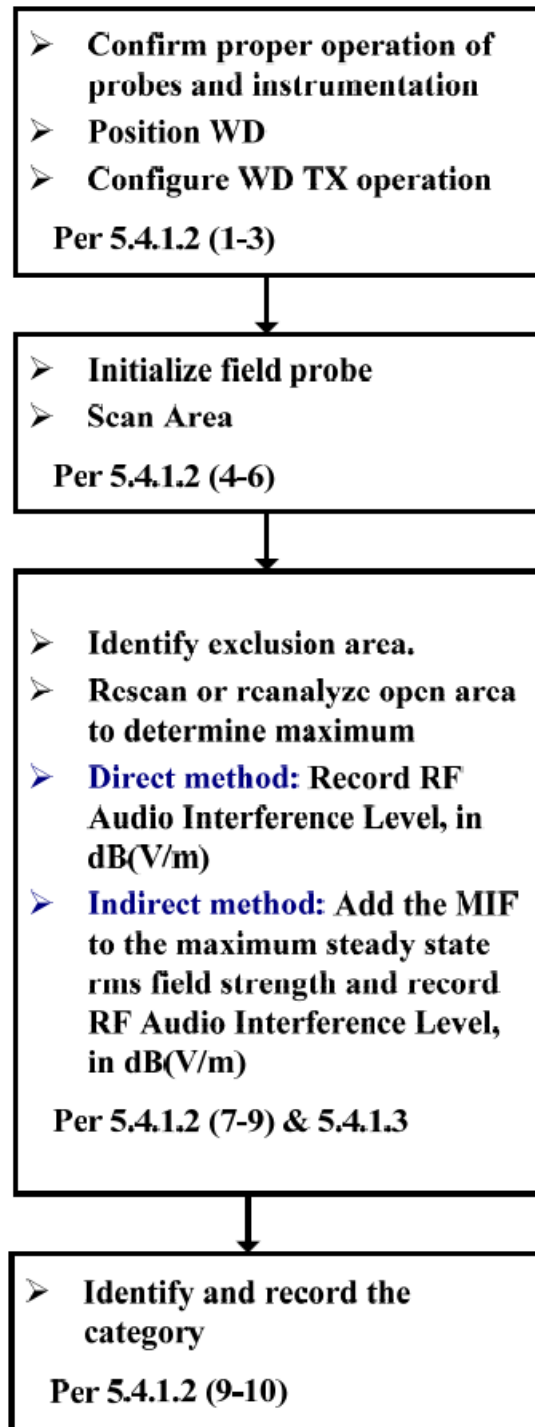 ➢ Confirm proper operation of
probes and instrumentation
➢ Position WD
➢ Configure WD TX operation
Per 5.4.1.2 (1-3)
➢ Initialize field probe
➢ Scan Area
Per 5.4.1.2 (4-6)
➢ Identify exclusion area.
➢ Rescan or reanalyze open area
to determine maximum
➢ Direct method: Record RF
Audio Interference Level, in
dB(V/m)
➢ Indirect method: Add the MIF
to the maximum steady state
rms field strength and record
RF Audio Interference Level,
in dB(V/m)
Per 5.4.1.2 (7-9) & 5.4.1.3
➢ Identify and record the
category
Per 5.4.1.2 (9-10)